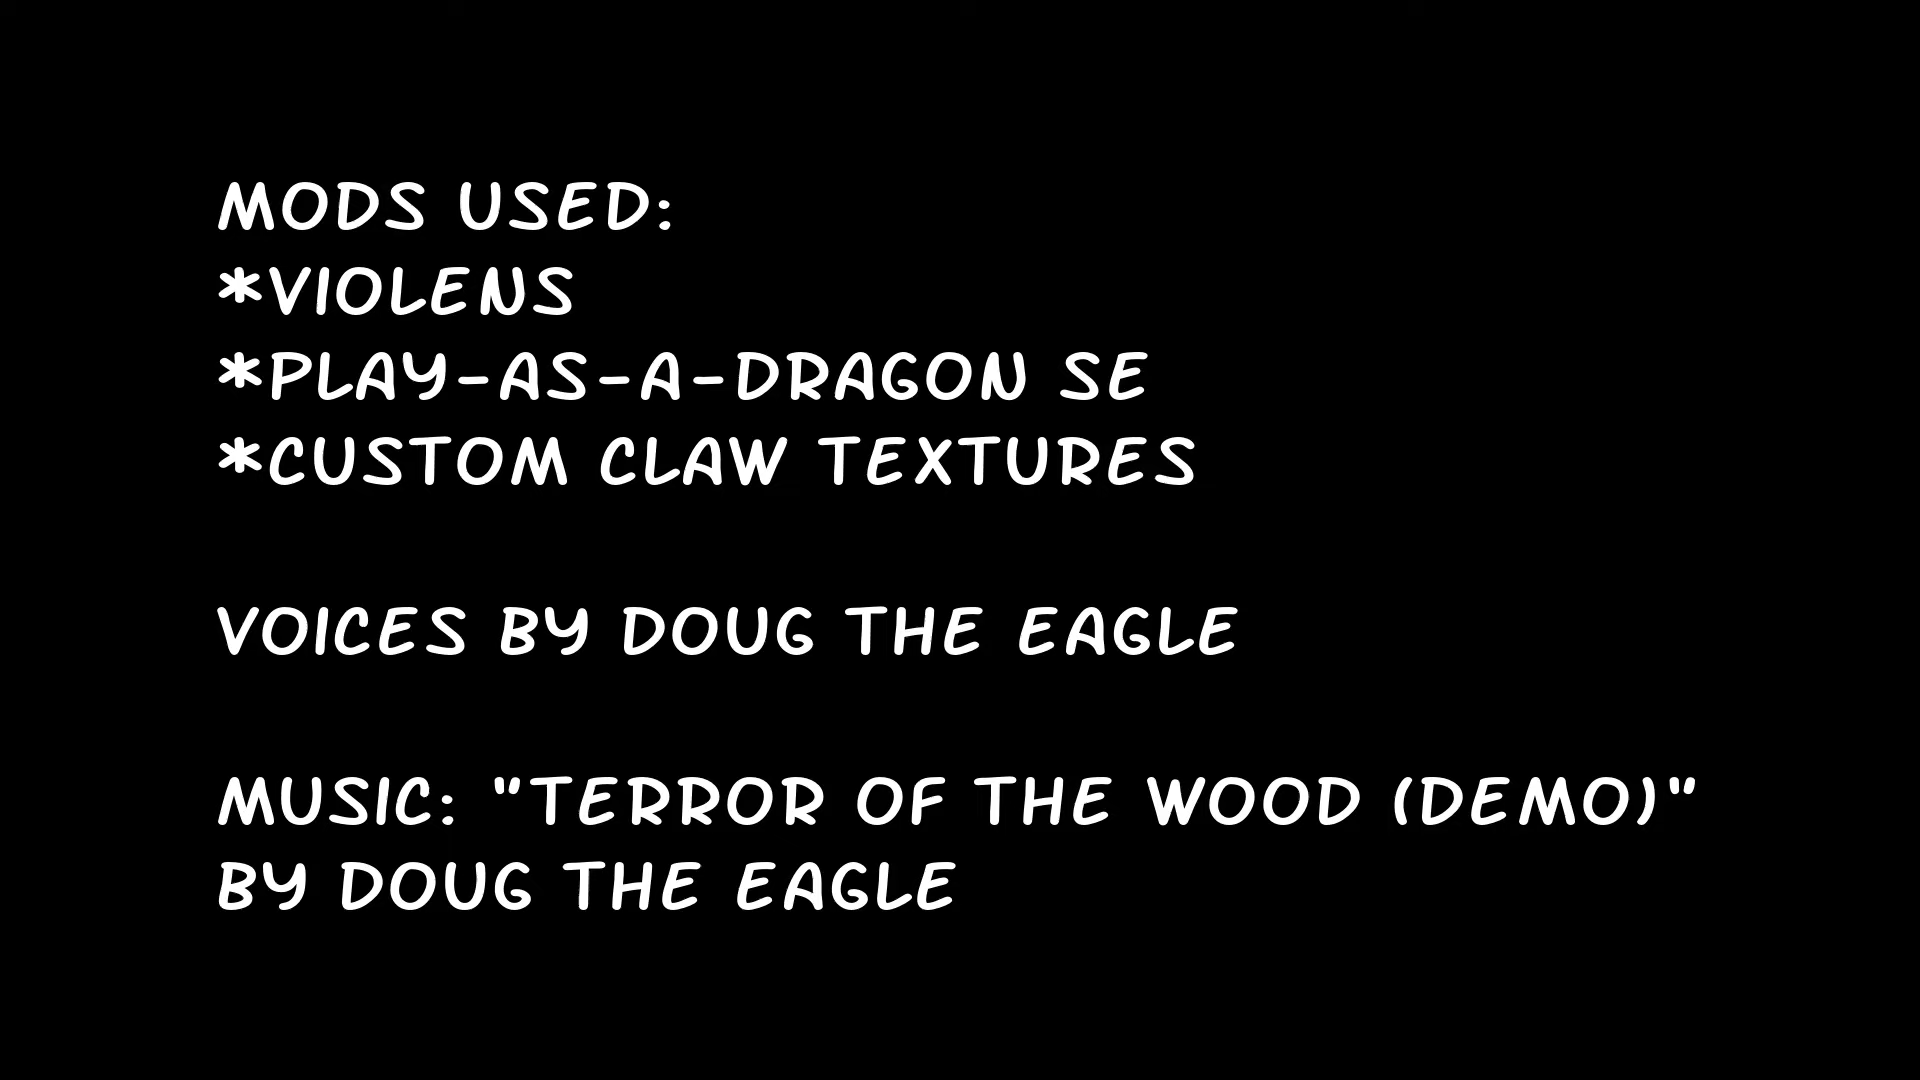 MODS USED:
*VIOLENS
*PLAY-AS-A-DRAGON SE
*CUSTOM CLAW TEXTURES
VOICES BY DOUG THE EAGLE
MUSIC: "TERROR OF THE WOOD (DEMO)"
BY DOUG THE EAGLE